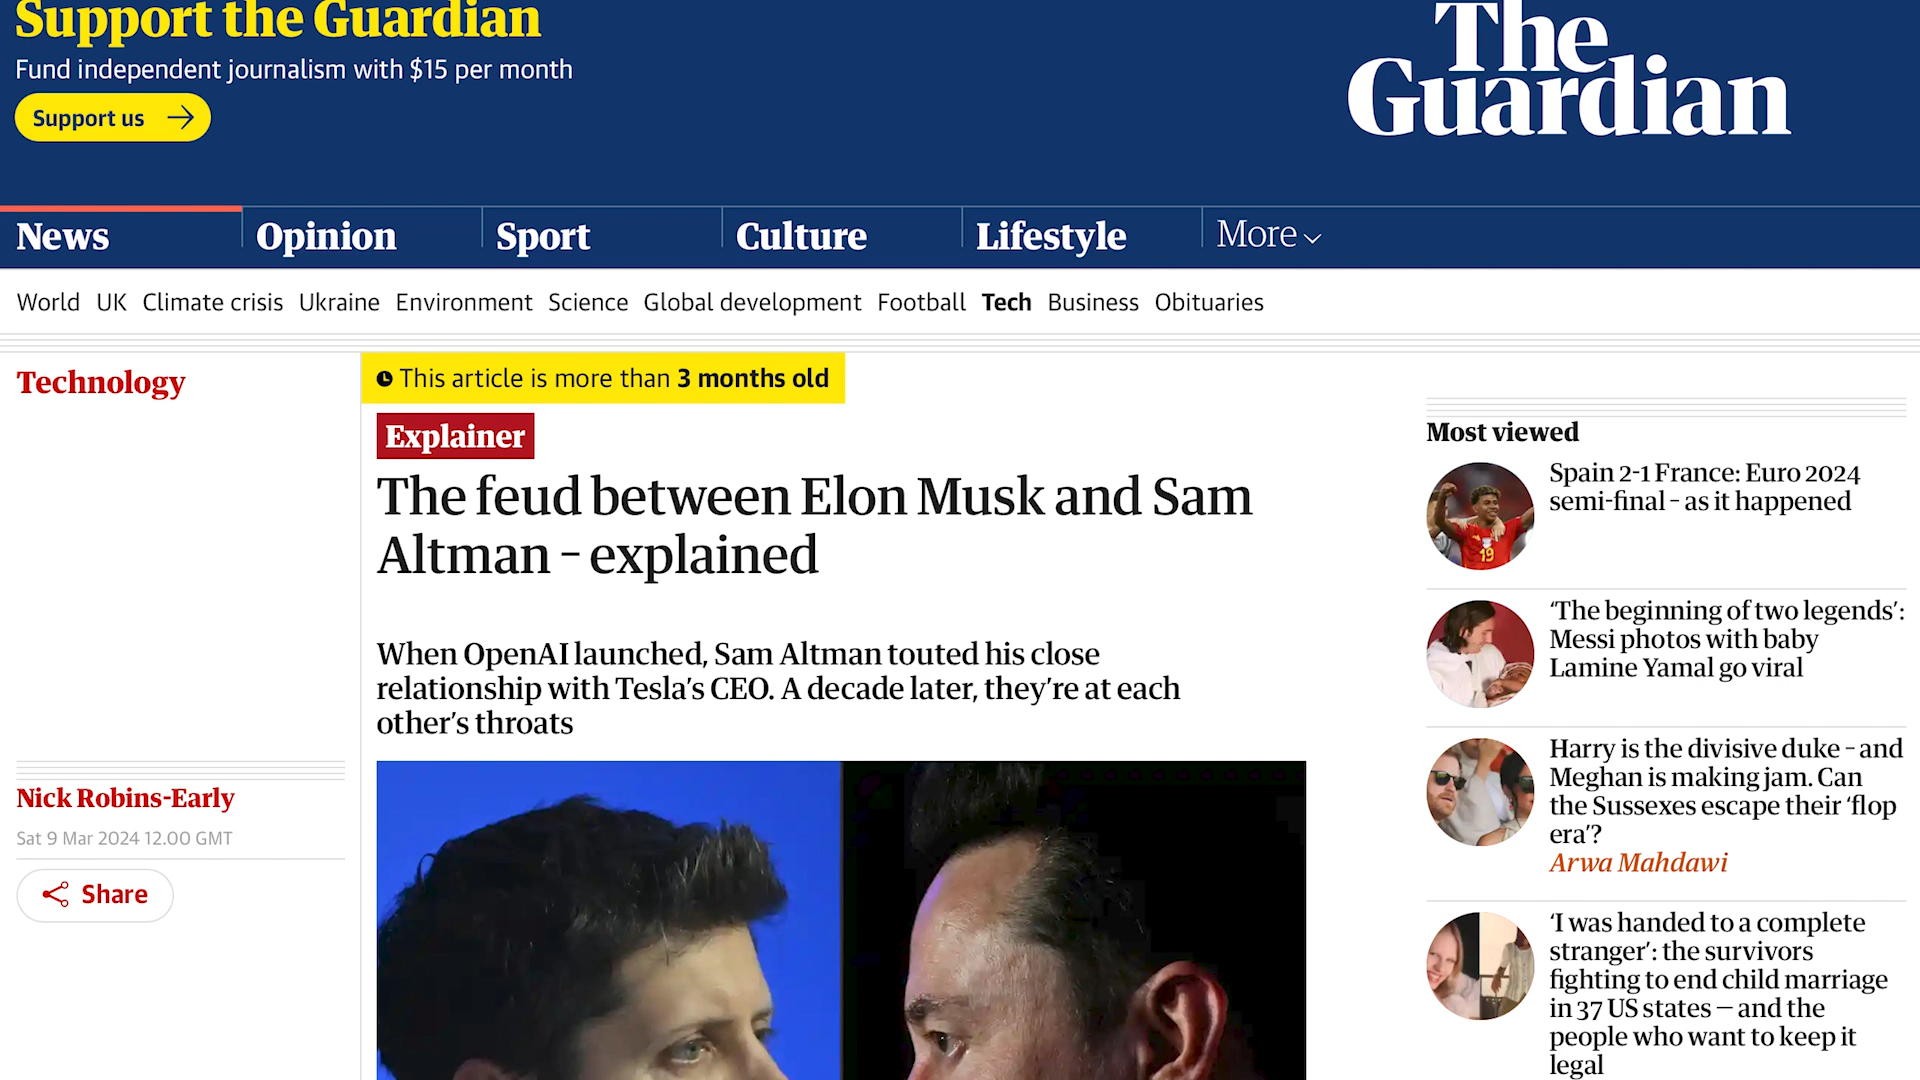 Support the Guardian
Fund independent journalism with $15 per month
Support us
The
Guardian
News
Opinion
Sport
Culture
Lifestyle
More
World UK Climate crisis Ukraine Environment Science Global development Football Tech Business Obituaries
Technology
This article is more than 3 months old
Explainer
The feud between Elon Musk and Sam
Altman – explained
When OpenAI launched, Sam Altman touted his close
relationship with Tesla’s CEO. A decade later, they’re at each
other’s throats
Nick Robins-Early
Sat 9 Mar 2024 12.00 GMT
Share
Most viewed
Spain 2-1 France: Euro 2024
semi-final – as it happened
19
‘The beginning of two legends’:
Messi photos with baby
Lamine Yamal go viral
Harry is the divisive duke – and
Meghan is making jam. Can
the Sussexes escape their ‘flop
era’?
Arwa Mahdawi
‘I was handed to a complete
stranger’: the survivors
fighting to end child marriage
in 37 US states — and the
people who want to keep it
legal